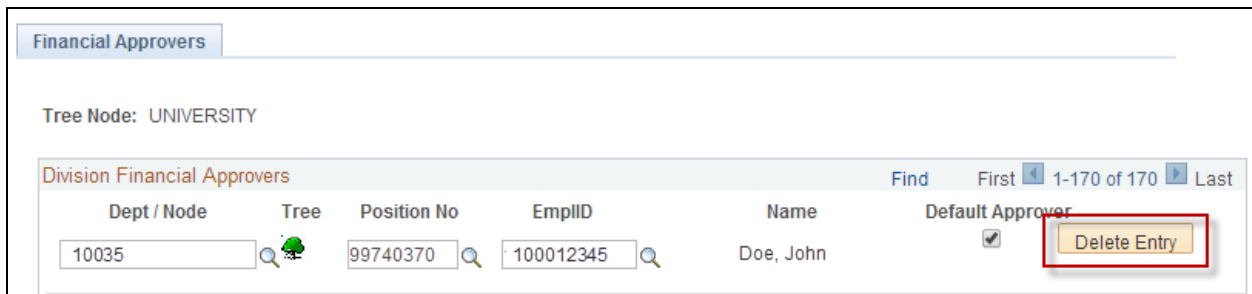 Financial Approvers
Tree Node: UNIVERSITY
Division Financial Approvers Find First 1-170 of 170 Last
Dept / Node Tree Position No EmplID Name Default Approver
10035 99740370 100012345 Doe, John Delete Entry